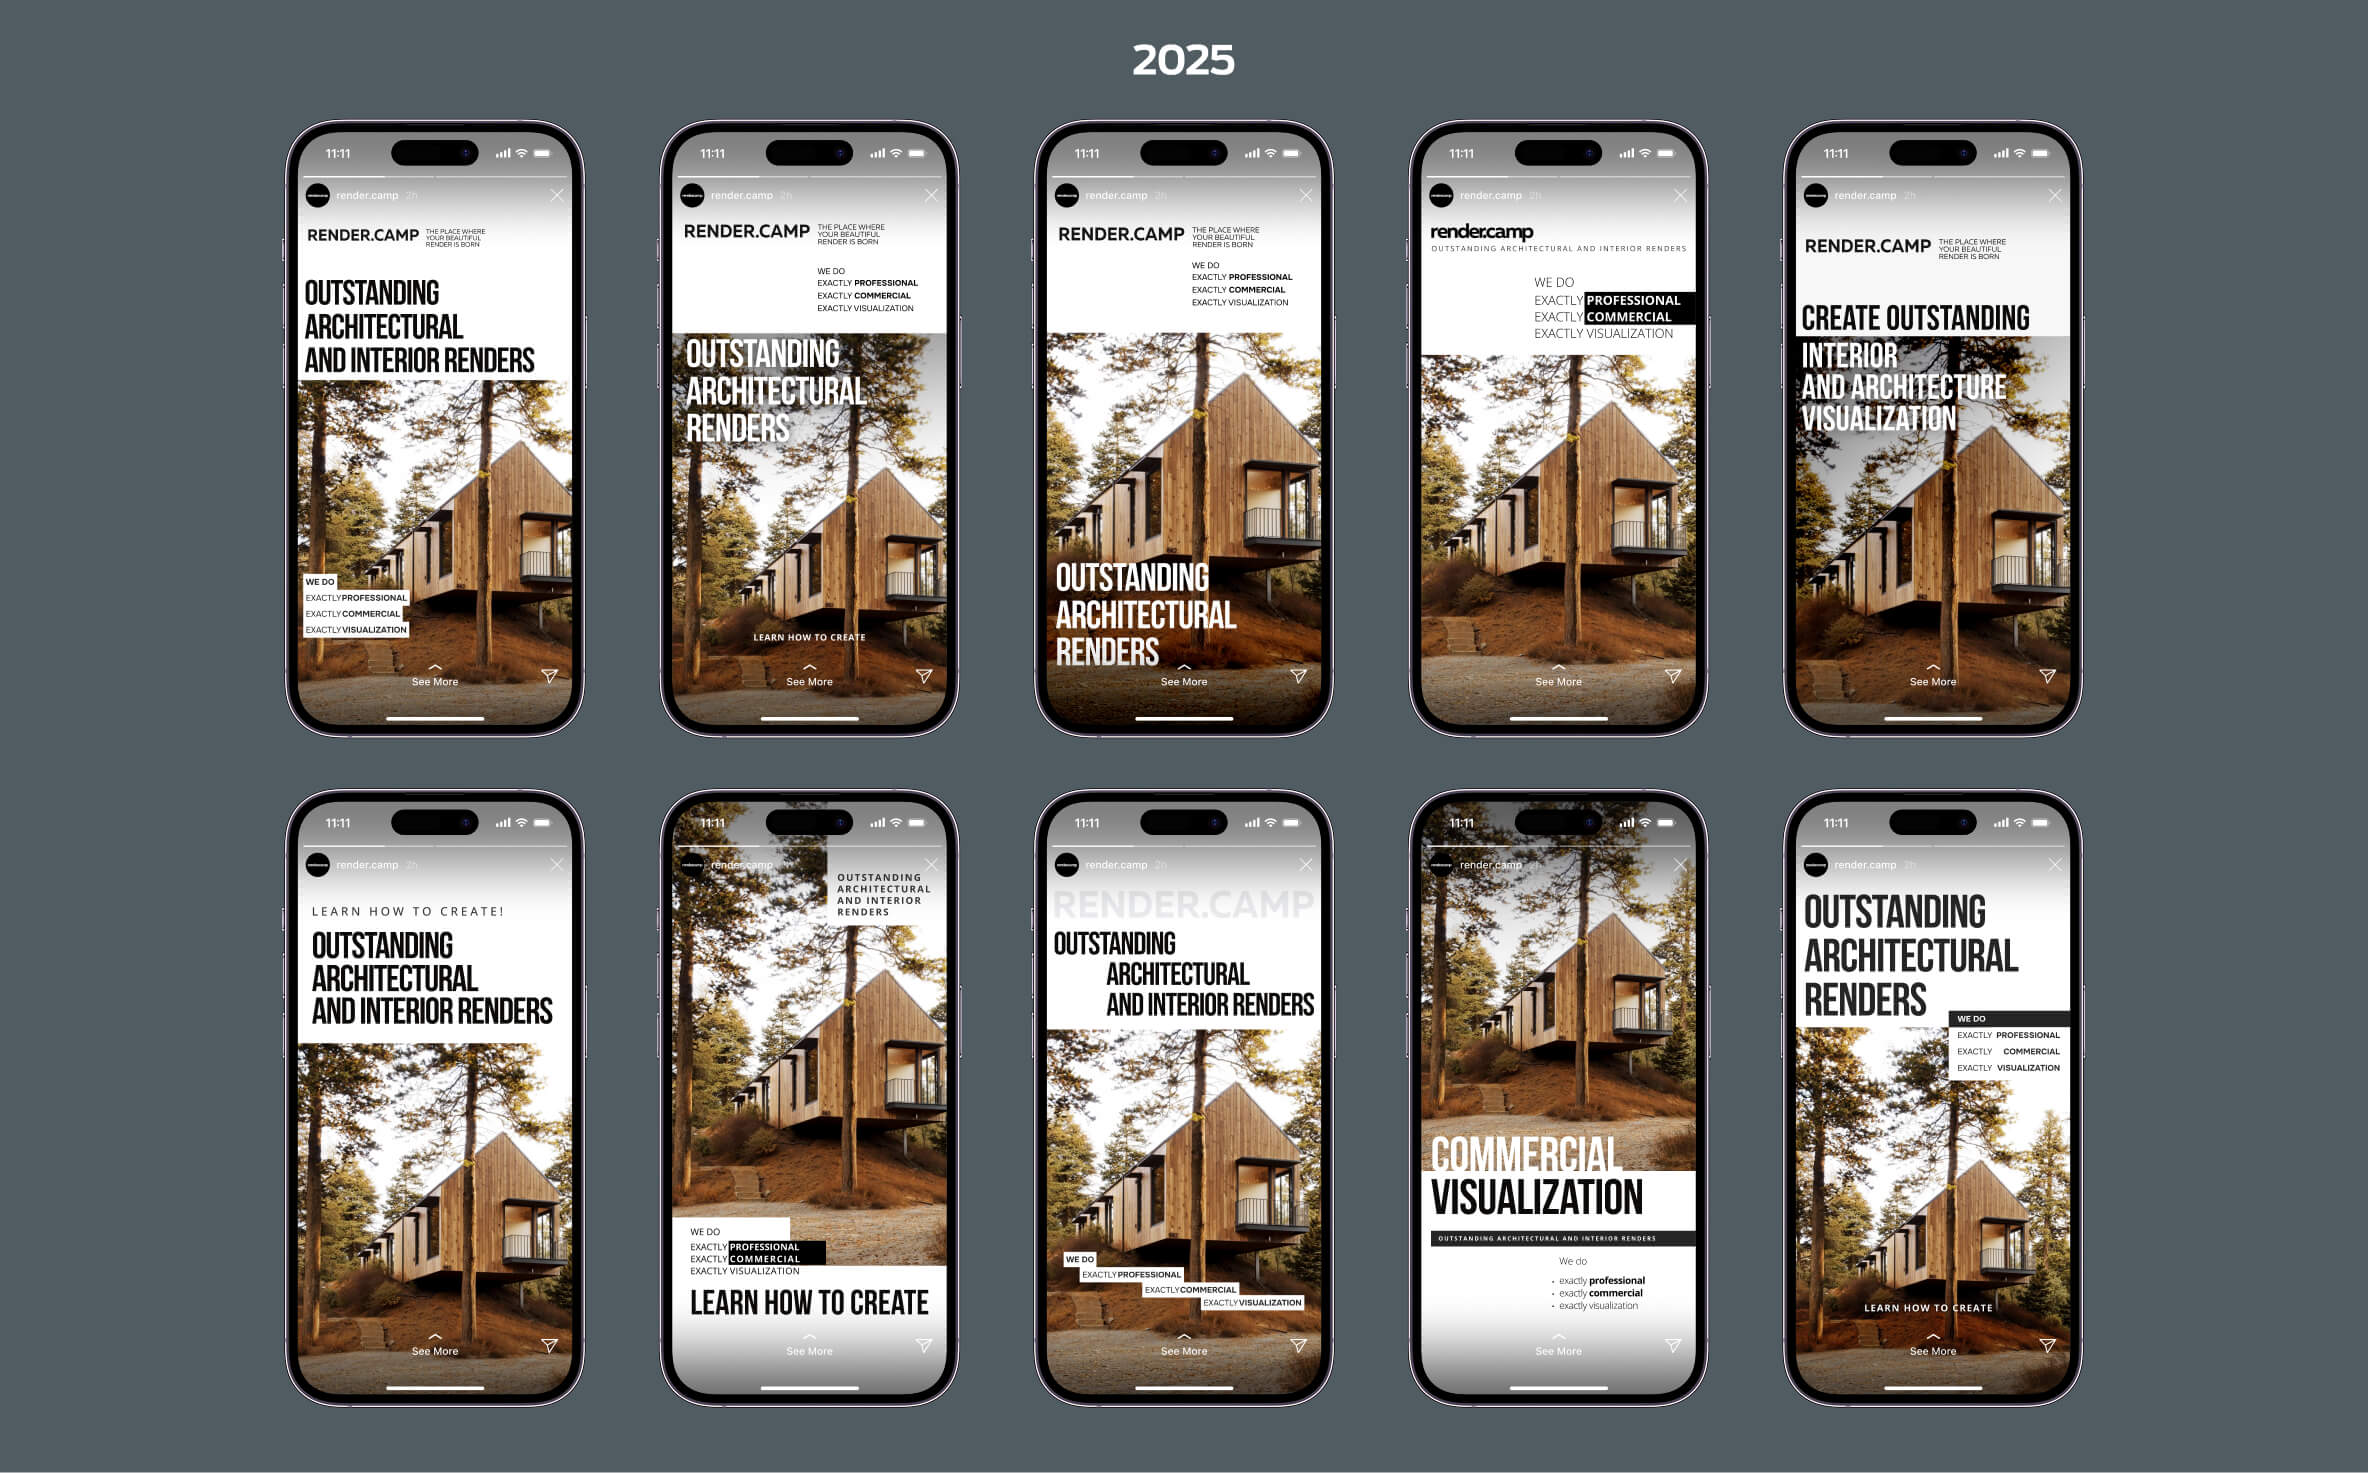 2025
11:11
render.camp 2h
RENDER.CAMP
THE PLACE WHERE
YOUR BEAUTIFUL
RENDER IS BORN
OUTSTANDING
ARCHITECTURAL
AND INTERIOR RENDERS
WE DO
EXACTLY PROFESSIONAL
EXACTLY COMMERCIAL
EXACTLY VISUALIZATION
See More
11:11
render.camp 2h
RENDER.CAMP
THE PLACE WHERE
YOUR BEAUTIFUL
RENDER IS BORN
WE DO
EXACTLY PROFESSIONAL
EXACTLY COMMERCIAL
EXACTLY VISUALIZATION
OUTSTANDING
ARCHITECTURAL
RENDERS
LEARN HOW TO CREATE
See More
11:11
render.camp 2h
RENDER.CAMP
THE PLACE WHERE
YOUR BEAUTIFUL
RENDER IS BORN
WE DO
EXACTLY PROFESSIONAL
EXACTLY COMMERCIAL
EXACTLY VISUALIZATION
OUTSTANDING
ARCHITECTURAL
RENDERS
See More
11:11
render.camp 2h
render.camp
OUTSTANDING ARCHITECTURAL AND INTERIOR RENDERS
WE DO
EXACTLY PROFESSIONAL
EXACTLY COMMERCIAL
EXACTLY VISUALIZATION
See More
11:11
render.camp 2h
RENDER.CAMP
THE PLACE WHERE
YOUR BEAUTIFUL
RENDER IS BORN
CREATE OUTSTANDING
INTERIOR
AND ARCHITECTURE
VISUALIZATION
See More
11:11
render.camp 2h
LEARN HOW TO CREATE!
OUTSTANDING
ARCHITECTURAL
AND INTERIOR RENDERS
See More
11:11
render.camp
OUTSTANDING
ARCHITECTURAL
AND INTERIOR
RENDERS
WE DO
EXACTLY PROFESSIONAL
EXACTLY COMMERCIAL
EXACTLY VISUALIZATION
LEARN HOW TO CREATE
See More
11:11
render.camp 2h
RENDER.CAMP
OUTSTANDING
ARCHITECTURAL
AND INTERIOR RENDERS
WE DO
EXACTLY PROFESSIONAL
EXACTLY COMMERCIAL
EXACTLY VISUALIZATION
See More
11:11
render.camp 2h
COMMERCIAL
VISUALIZATION
OUTSTANDING ARCHITECTURAL AND INTERIOR RENDERS
We do
• exactly professional
• exactly commercial
• exactly visualization
See More
11:11
render.camp 2h
OUTSTANDING
ARCHITECTURAL
RENDERS
WE DO
EXACTLY PROFESSIONAL
EXACTLY COMMERCIAL
EXACTLY VISUALIZATION
LEARN HOW TO CREATE
See More